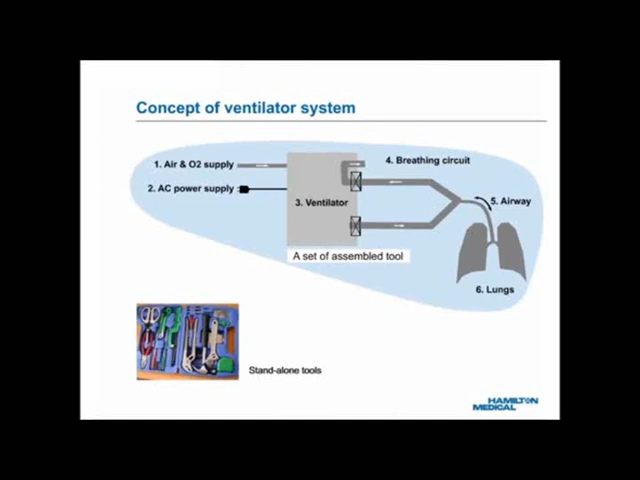 Concept of ventilator system
1. Air & O2 supply
4. Breathing circuit
2. AC power supply
3. Ventilator
5. Airway
A set of assembled tool
6. Lungs
Stand-alone tools
HAMILTON
MEDICAL